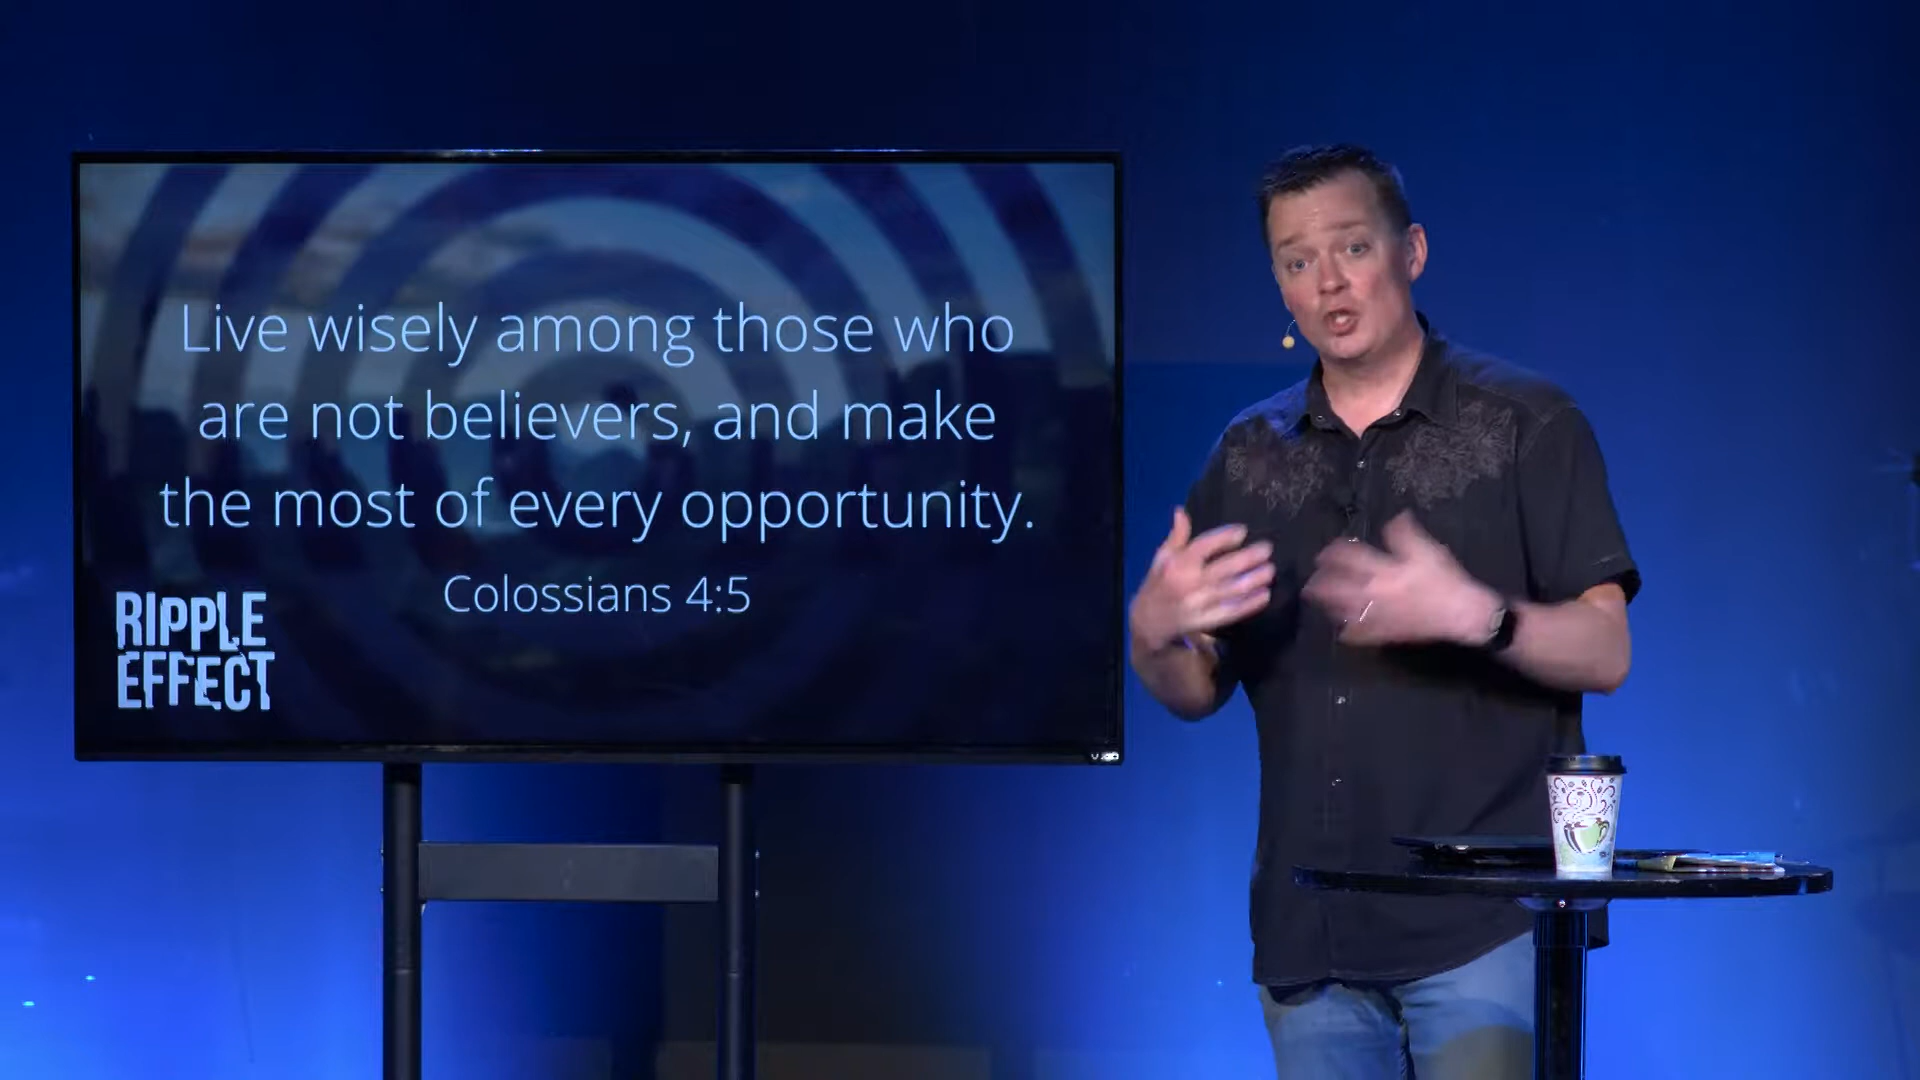 Live wisely among those who
are not believers, and make
the most of every opportunity.
Colossians 4:5
RIPPLE
EFFECT